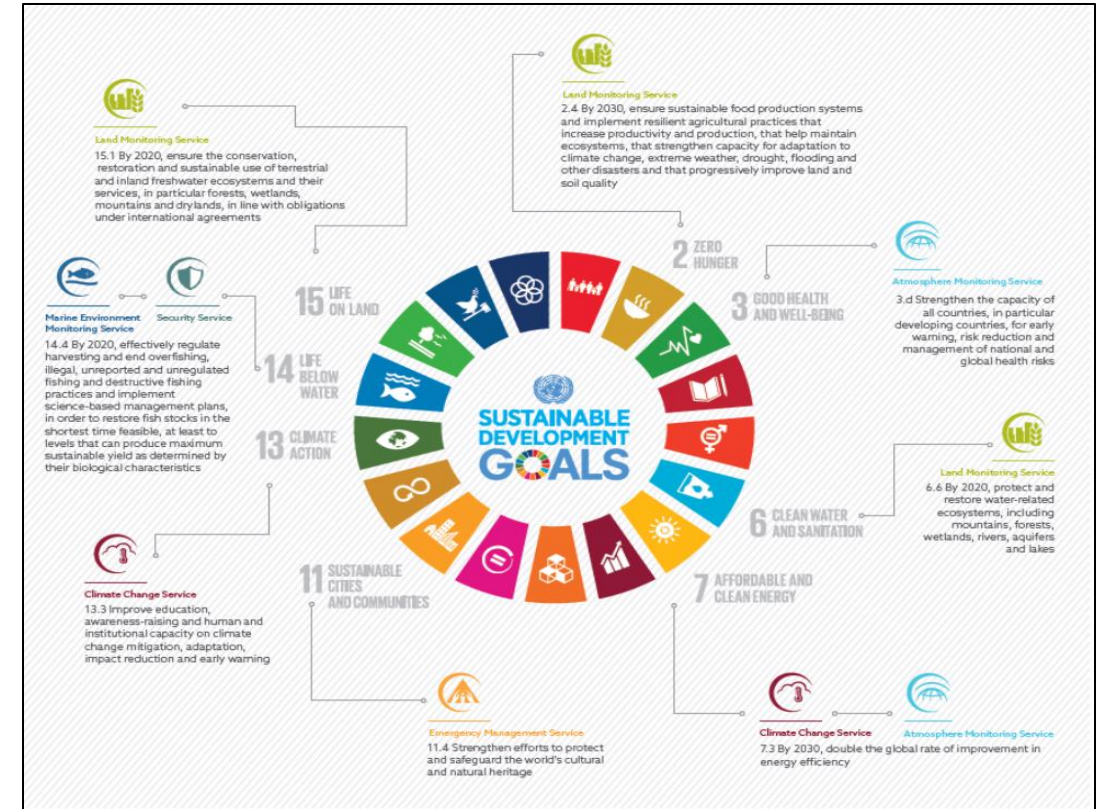 Land Monitoring Service
15.1 By 2020, ensure the conservation,
restoration and sustainable use of terrestrial
and inland freshwater ecosystems and their
services, in particular forests, wetlands,
mountains and drylands, in line with obligations
under international agreements
Land Monitoring Service
2.4 By 2030, ensure sustainable food production systems
and implement resilient agricultural practices that
increase productivity and production, that help maintain
ecosystems, that strengthen capacity for adaptation to
climate change, extreme weather, drought, flooding and
other disasters and that progressively improve land and
soil quality
2 ZERO
HUNGER
3 GOOD HEALTH
AND WELL-BEING
Atmosphere Monitoring Service
3.d Strengthen the capacity of
all countries, in particular
developing countries, for early
warning, risk reduction and
management of national and
global health risks
15 LIFE
ON LAND
Marine Environment
Monitoring Service
Security Service
14.4 By 2020, effectively regulate
harvesting and end overfishing,
illegal, unreported and unregulated
fishing and destructive fishing
practices and implement
science-based management plans,
in order to restore fish stocks in the
shortest time feasible, at least to
levels that can produce maximum
sustainable yield as determined by
their biological characteristics
14 LIFE
BELOW
WATER
13 CLIMATE
ACTION
SUSTAINABLE
DEVELOPMENT
GOALS
Land Monitoring Service
6.6 By 2020, protect and
restore water-related
ecosystems, including
mountains, forests,
wetlands, rivers, aquifers
and lakes
6 CLEAN WATER
AND SANITATION
7 AFFORDABLE AND
CLEAN ENERGY
11 SUSTAINABLE
CITIES
AND COMMUNITIES
Climate Change Service
13.3 Improve education,
awareness-raising and human and
institutional capacity on climate
change mitigation, adaptation,
impact reduction and early warning
Emergency Management Service
11.4 Strengthen efforts to protect
and safeguard the world's cultural
and natural heritage
Climate Change Service
Atmosphere Monitoring Service
7.3 By 2030, double the global rate of improvement in
energy efficiency